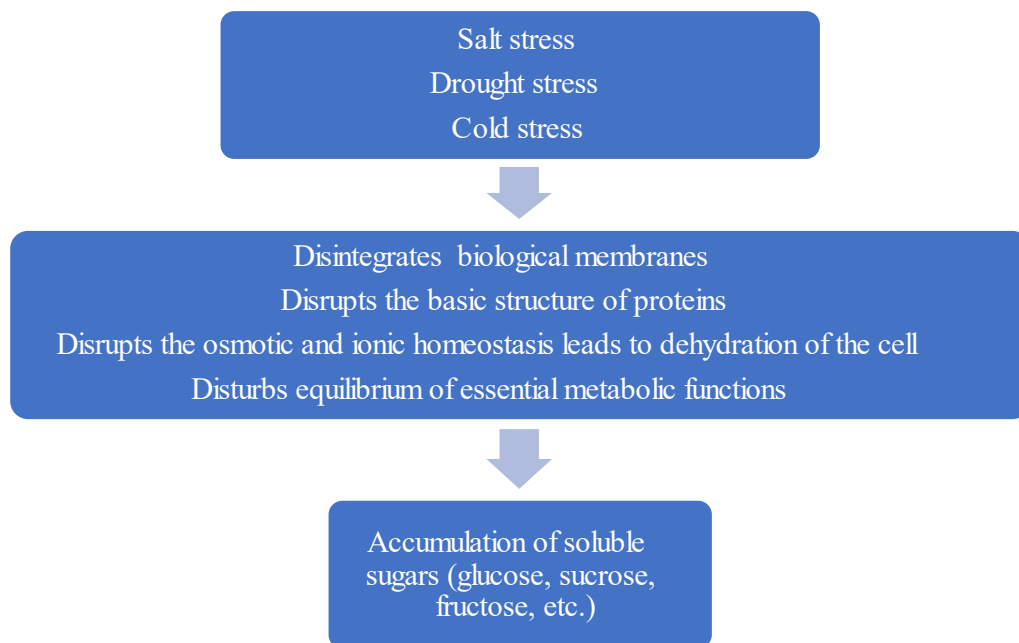 Salt stress
Drought stress
Cold stress
Disintegrates biological membranes
Disrupts the basic structure of proteins
Disrupts the osmotic and ionic homeostasis leads to dehydration of the cell
Disturbs equilibrium of essential metabolic functions
Accumulation of soluble
sugars (glucose, sucrose,
fructose, etc.)